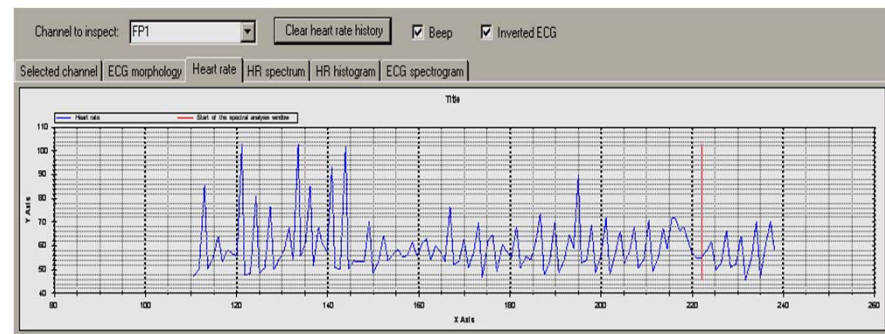 Channel to inspect: FP1 Clear heart rate history Beep Inverted ECG
Selected channel ECG morphology Heart rate HR spectrum HR histogram ECG spectrogram
Title
Heart rate Start of the spectral analysis window
110
100
90
80
70
60
50
40
Y Axis
80 100 120 140 160 180 200 220 240 260
X Axis